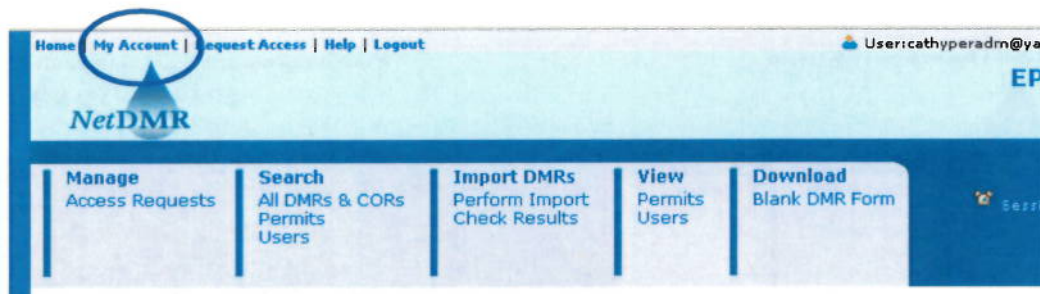 Home | My Account | Request Access | Help | Logout
User:cathyperadm@ya
EP
NetDMR
Manage
Access Requests
Search
All DMRs & CORs
Permits
Users
Import DMRs
Perform Import
Check Results
View
Permits
Users
Download
Blank DMR Form